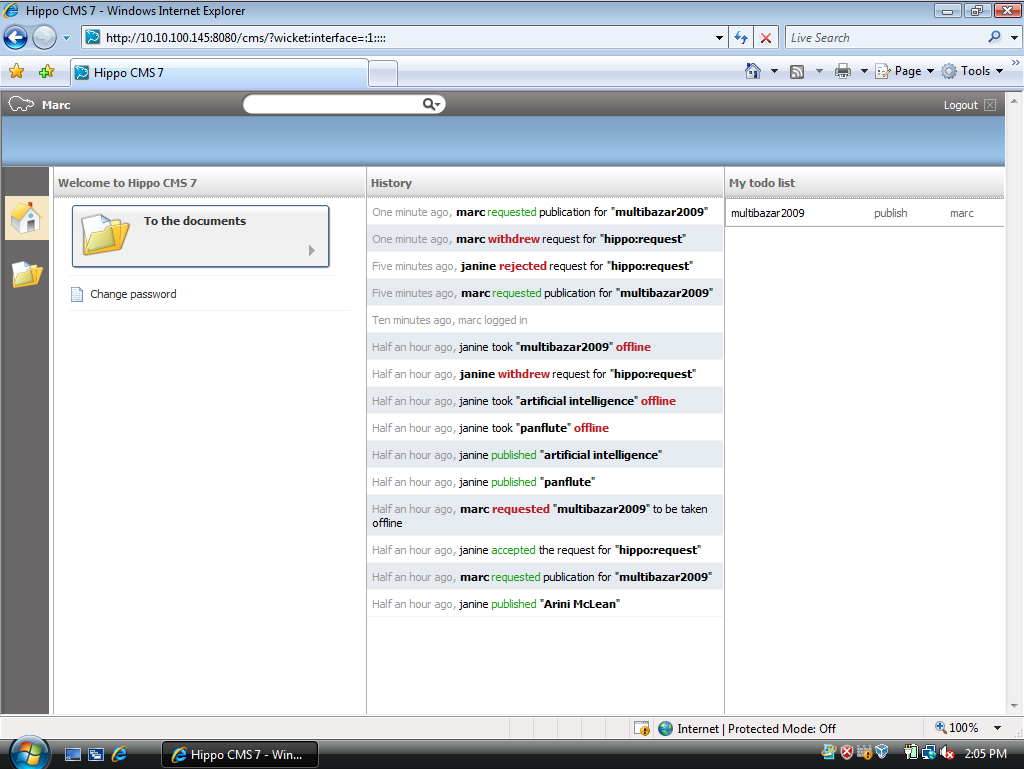 Hippo CMS 7 - Windows Internet Explorer
http://10.10.100.145:8080/cms/?wicket:interface=:1::::
Live Search
Hippo CMS 7
Page
Tools
Marc
Logout
Welcome to Hippo CMS 7
To the documents
Change password
History
One minute ago, marc requested publication for "multibazar2009"
One minute ago, marc withdrew request for "hippo:request"
Five minutes ago, janine rejected request for "hippo:request"
Five minutes ago, marc requested publication for "multibazar2009"
Ten minutes ago, marc logged in
Half an hour ago, janine took "multibazar2009" offline
Half an hour ago, janine withdrew request for "hippo:request"
Half an hour ago, janine took "artificial intelligence" offline
Half an hour ago, janine took "panflute" offline
Half an hour ago, janine published "artificial intelligence"
Half an hour ago, janine published "panflute"
Half an hour ago, marc requested "multibazar2009" to be taken
offline
Half an hour ago, janine accepted the request for "hippo:request"
Half an hour ago, marc requested publication for "multibazar2009"
Half an hour ago, janine published "Arini McLean"
My todo list
multibazar2009 publish marc
Internet | Protected Mode: Off
100%
Hippo CMS 7 - Win...
2:05 PM